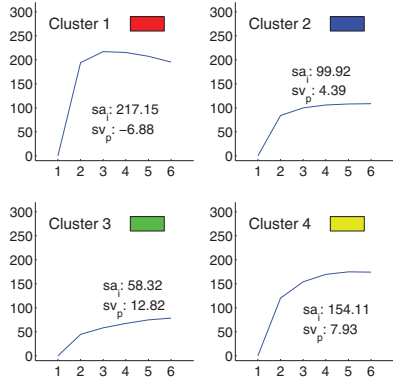 Cluster 1
300
250
200
150
100
50
0
sa_i: 217.15
sv_p: −6.88
1 2 3 4 5 6
Cluster 2
300
250
200
150
100
50
0
sa_i: 99.92
sv_p: 4.39
1 2 3 4 5 6
Cluster 3
300
250
200
150
100
50
0
sa_i: 58.32
sv_p: 12.82
1 2 3 4 5 6
Cluster 4
300
250
200
150
100
50
0
sa_i: 154.11
sv_p: 7.93
1 2 3 4 5 6